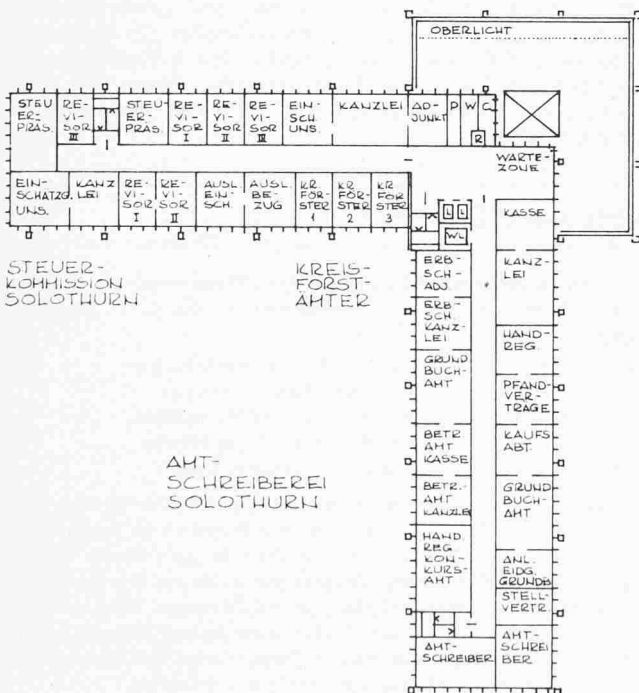 OBERLICHT
STEU
ER-
PRÄS.
RE-
VI-
SOR
III
STEU-
ERPRÄS.
RE-
VI-
SOR
I
RE-
VI-
SOR
II
RE-
VI-
SOR
III
EIN-
SCH.
UNS.
KANZLEI
AD-
JUNKT
P
W
C
R
WARTE-
ZONE
EIN-
SCHATZG.
UNS.
KANZ
LEI
RE-
VI-
SOR
I
RE-
VI-
SOR
II
AUSL.
EIN-
SCH.
AUSL.
BE-
ZUG
KR.
FÖR-
STER
1
KR.
FÖR
STER
2
KR.
FÖR
STER
3
L
L
WL
KASSE
STEUER-
KOMMISSION
SOLOTHURN
KREIS-
FORST-
ÄMTER
ERB-
SCH-
ADJ.
KANZ-
LEI
ERB-
SCH.
KANZ-
LEI
HAND-
REG.
GRUND
BUCH-
AMT
PFAND-
VER-
TRÄGE
BETR.
AMT
KASSE
KAUFS
ABT.
AMT-
SCHREIBEREI
SOLOTHURN
BETR.-
AMT
KANZLEI
GRUND
BUCH-
AMT
HAND.
REG.
KON-
KURS-
AMT
ANL.
EIDG.
GRUNDB
STELL-
VERTR.
AMT-
SCHREIBER
AMT-
SCHREI
BER